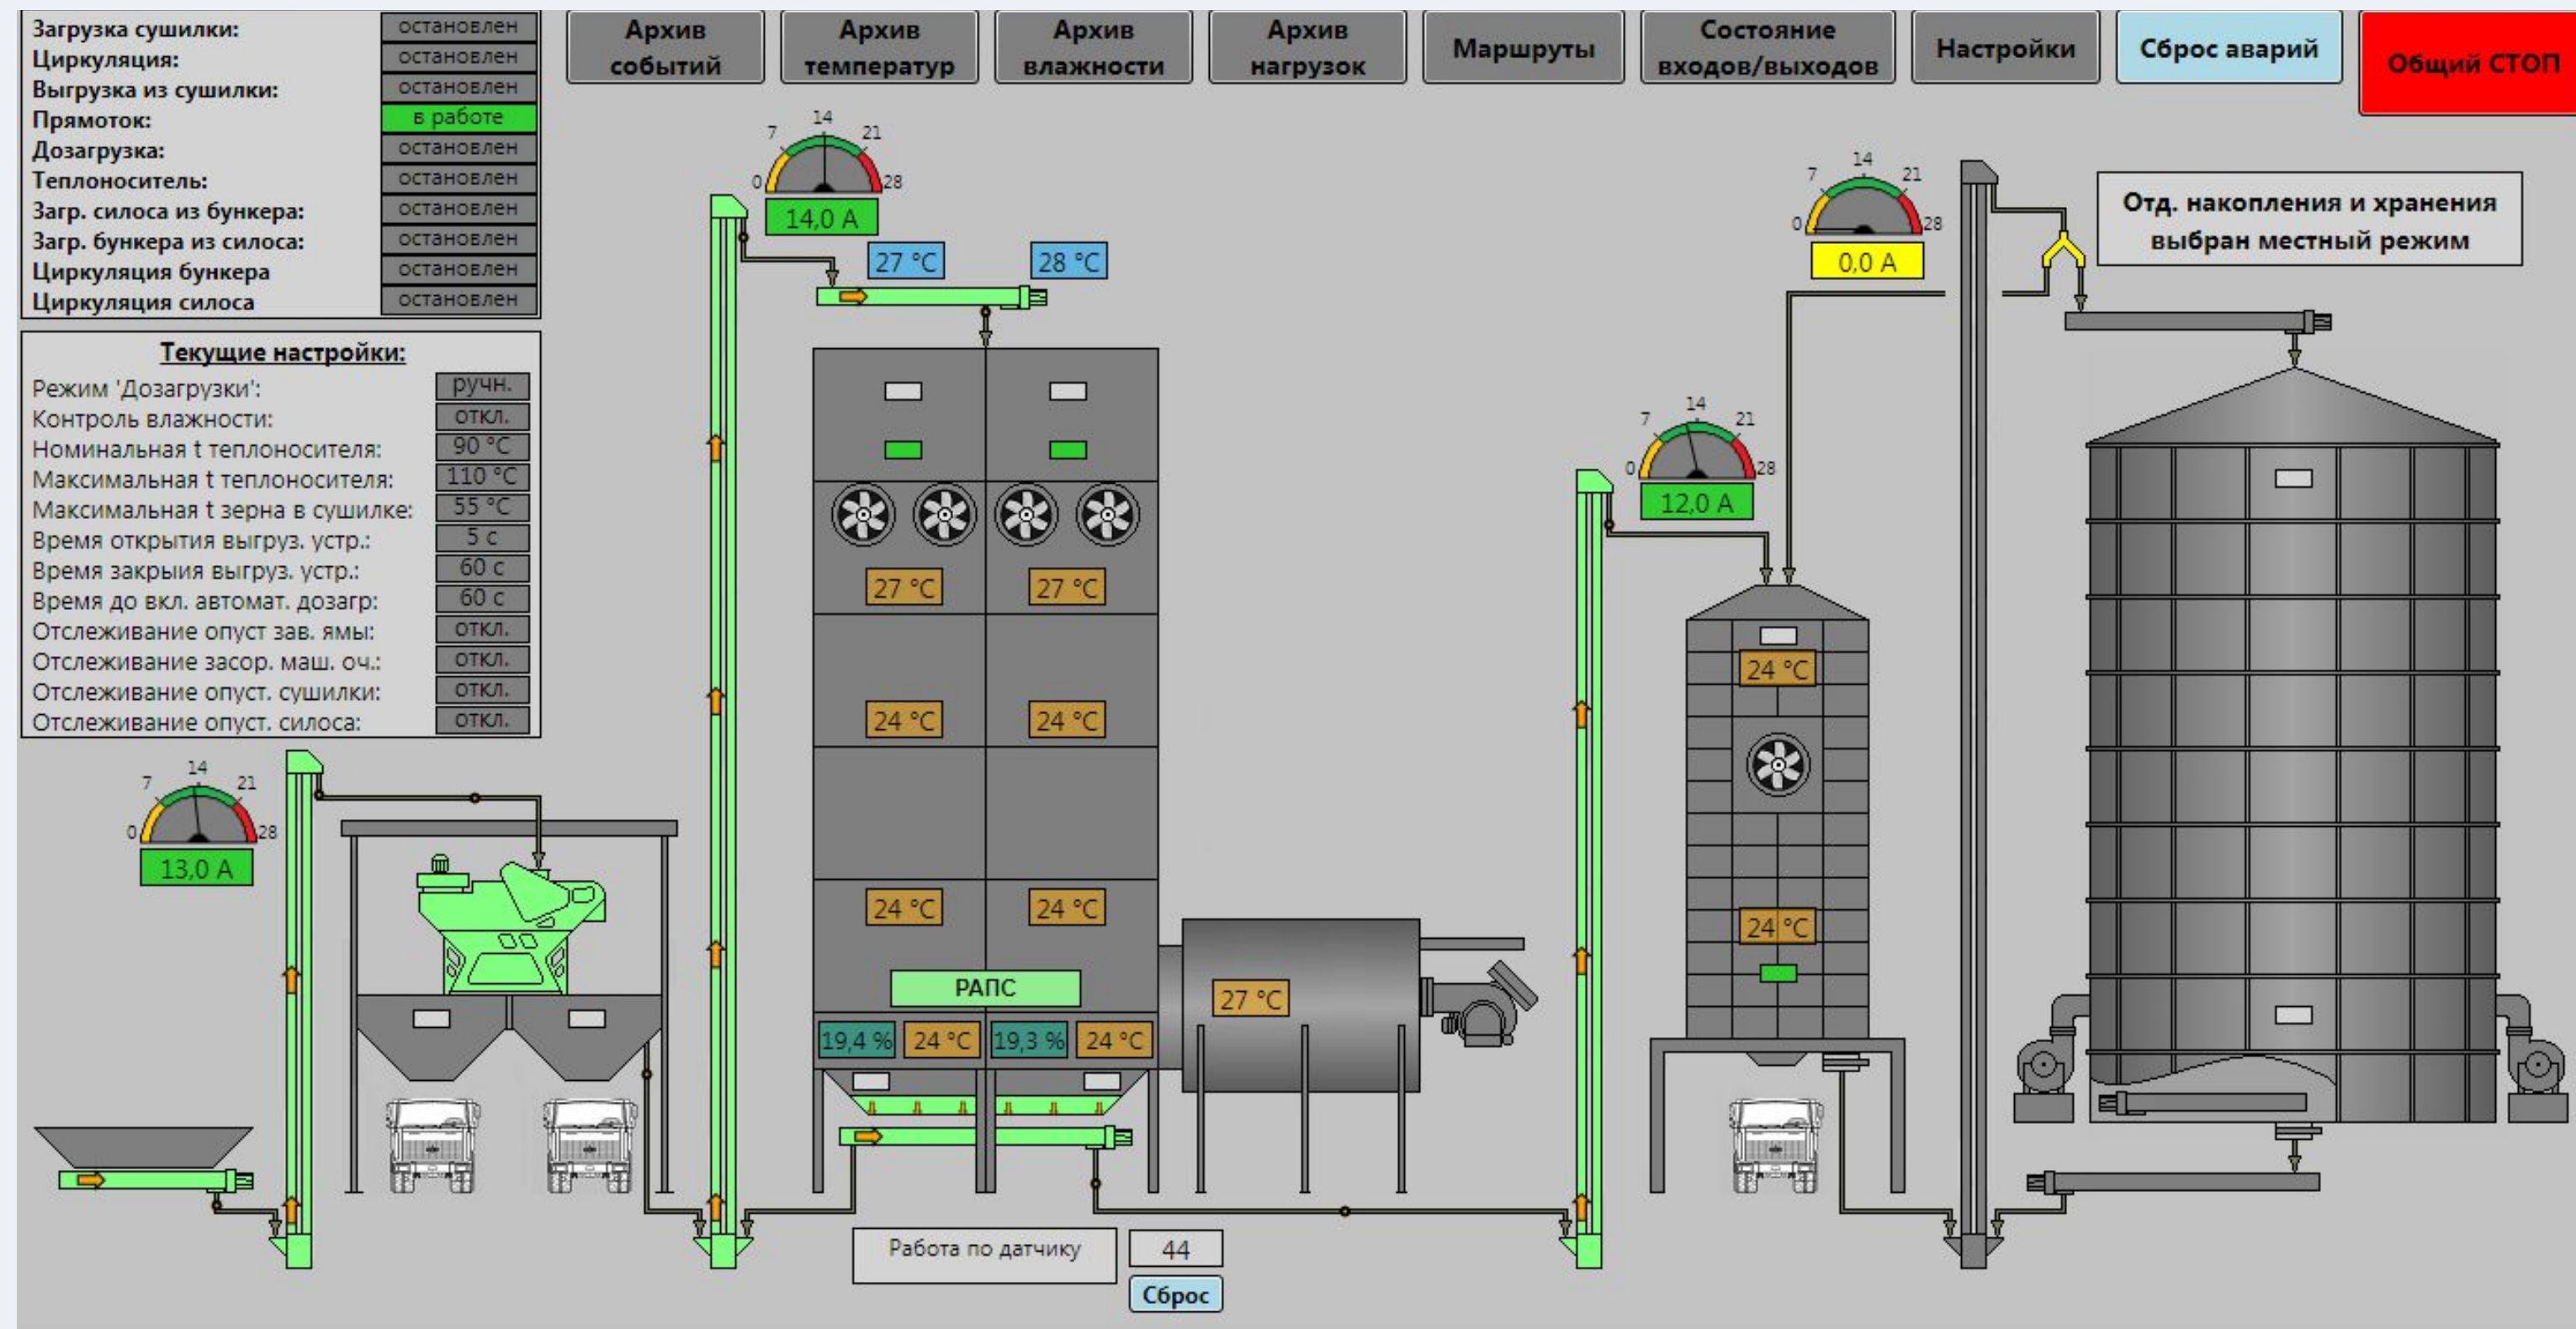 Загрузка сушилки: остановлен
Циркуляция: остановлен
Выгрузка из сушилки: остановлен
Прямоток: в работе
Дозагрузка: остановлен
Теплоноситель: остановлен
Загр. силоса из бункера: остановлен
Загр. бункера из силоса: остановлен
Циркуляция бункера остановлен
Циркуляция силоса остановлен
Архив событий
Архив температур
Архив влажности
Архив нагрузок
Маршруты
Состояние входов/выходов
Настройки
Сброс аварий
Общий СТОП
Текущие настройки:
Режим 'Дозагрузки': ручн.
Контроль влажности: откл.
Номинальная t теплоносителя: 90 °C
Максимальная t теплоносителя: 110 °C
Максимальная t зерна в сушилке: 55 °C
Время открытия выгруз. устр.: 5 с
Время закрыия выгруз. устр.: 60 с
Время до вкл. автомат. дозагр: 60 с
Отслеживание опуст зав. ямы: откл.
Отслеживание засор. маш. оч.: откл.
Отслеживание опуст. сушилки: откл.
Отслеживание опуст. силоса: откл.
0 7 14 21 28
13,0 A
0 7 14 21 28
14,0 A
27 °C 28 °C
27 °C 27 °C
24 °C 24 °C
24 °C 24 °C
РАПС
19,4 % 24 °C 19,3 % 24 °C
27 °C
Работа по датчику 44
Сброс
0 7 14 21 28
12,0 A
0 7 14 21 28
0,0 A
24 °C
24 °C
Отд. накопления и хранения
выбран местный режим